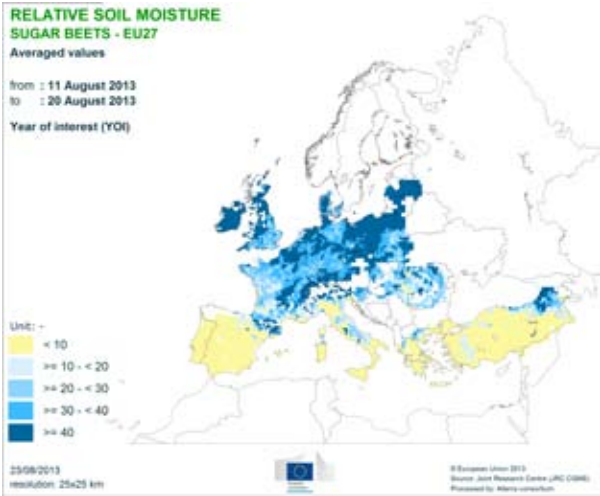 RELATIVE SOIL MOISTURE
SUGAR BEETS - EU27
Averaged values
from : 11 August 2013
to : 20 August 2013
Year of interest (YOI)
Unit: -
< 10
>= 10 - < 20
>= 20 - < 30
>= 30 - < 40
>= 40
23/08/2013
resolution: 25x25 km
© European Union 2013
Source: Joint Research Centre (JRC CGMS)
Processed by: Alterra consortium